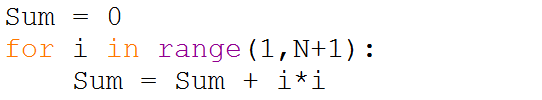 Sum = 0
for i in range(1,N+1):
    Sum = Sum + i*i